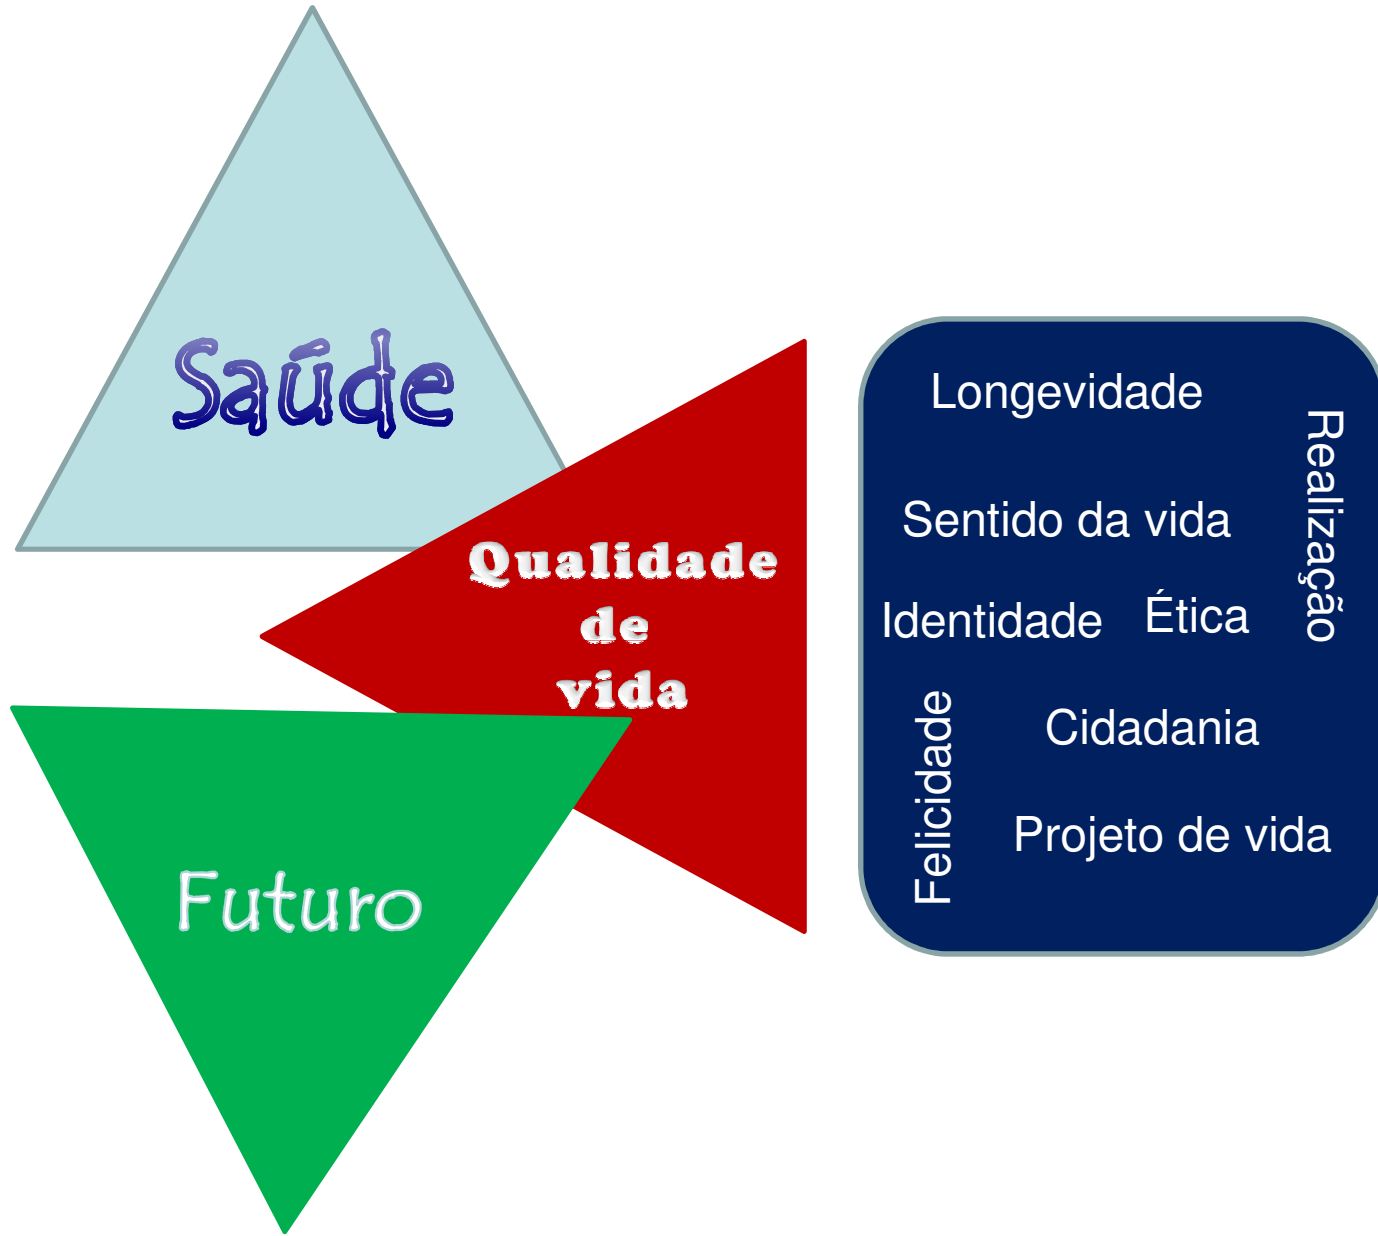 Saúde
Qualidade
de
vida
Futuro
Longevidade
Realização
Sentido da vida
Identidade
Ética
Cidadania
Felicidade
Projeto de vida